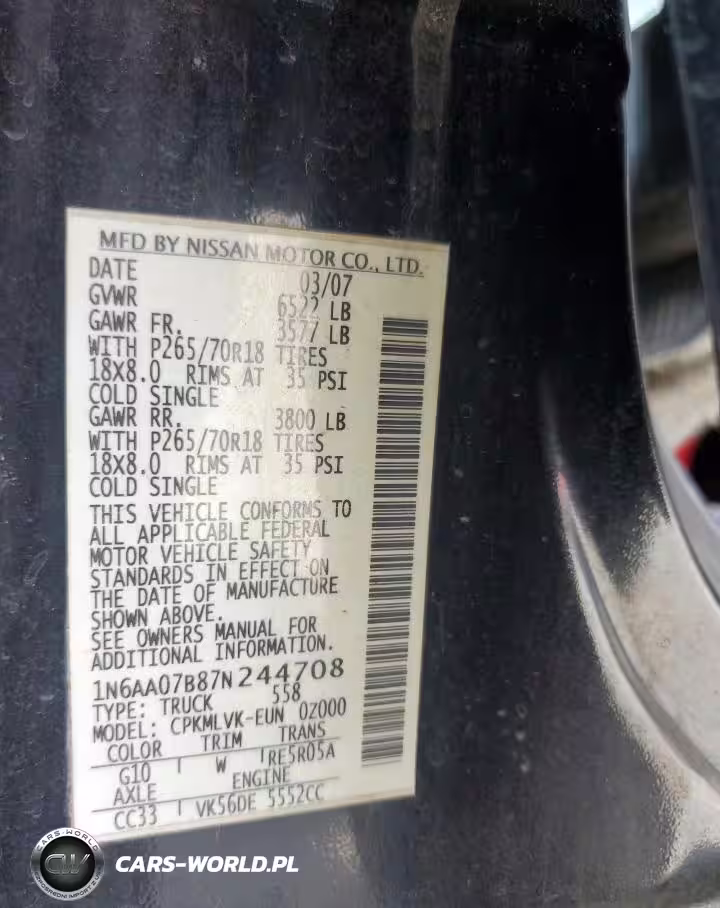 MFD BY NISSAN MOTOR CO., LTD.
DATE 03/07
GVWR 6522 LB
GAWR FR. 3577 LB
WITH P265/70R18 TIRES
18X8.0 RIMS AT 35 PSI
COLD SINGLE
GAWR RR. 3800 LB
WITH P265/70R18 TIRES
18X8.0 RIMS AT 35 PSI
COLD SINGLE
THIS VEHICLE CONFORMS TO
ALL APPLICABLE FEDERAL
MOTOR VEHICLE SAFETY
STANDARDS IN EFFECT ON
THE DATE OF MANUFACTURE
SHOWN ABOVE.
SEE OWNERS MANUAL FOR
ADDITIONAL INFORMATION.
1N6AA07B87N244708
TYPE: TRUCK 558
MODEL: CPKMLVK-EUN 0Z000
COLOR TRIM TRANS
G10 W RE5R05A
AXLE ENGINE
CC33 VK56DE 5552CC
CARS-WORLD
CW
CARS-WORLD.PL